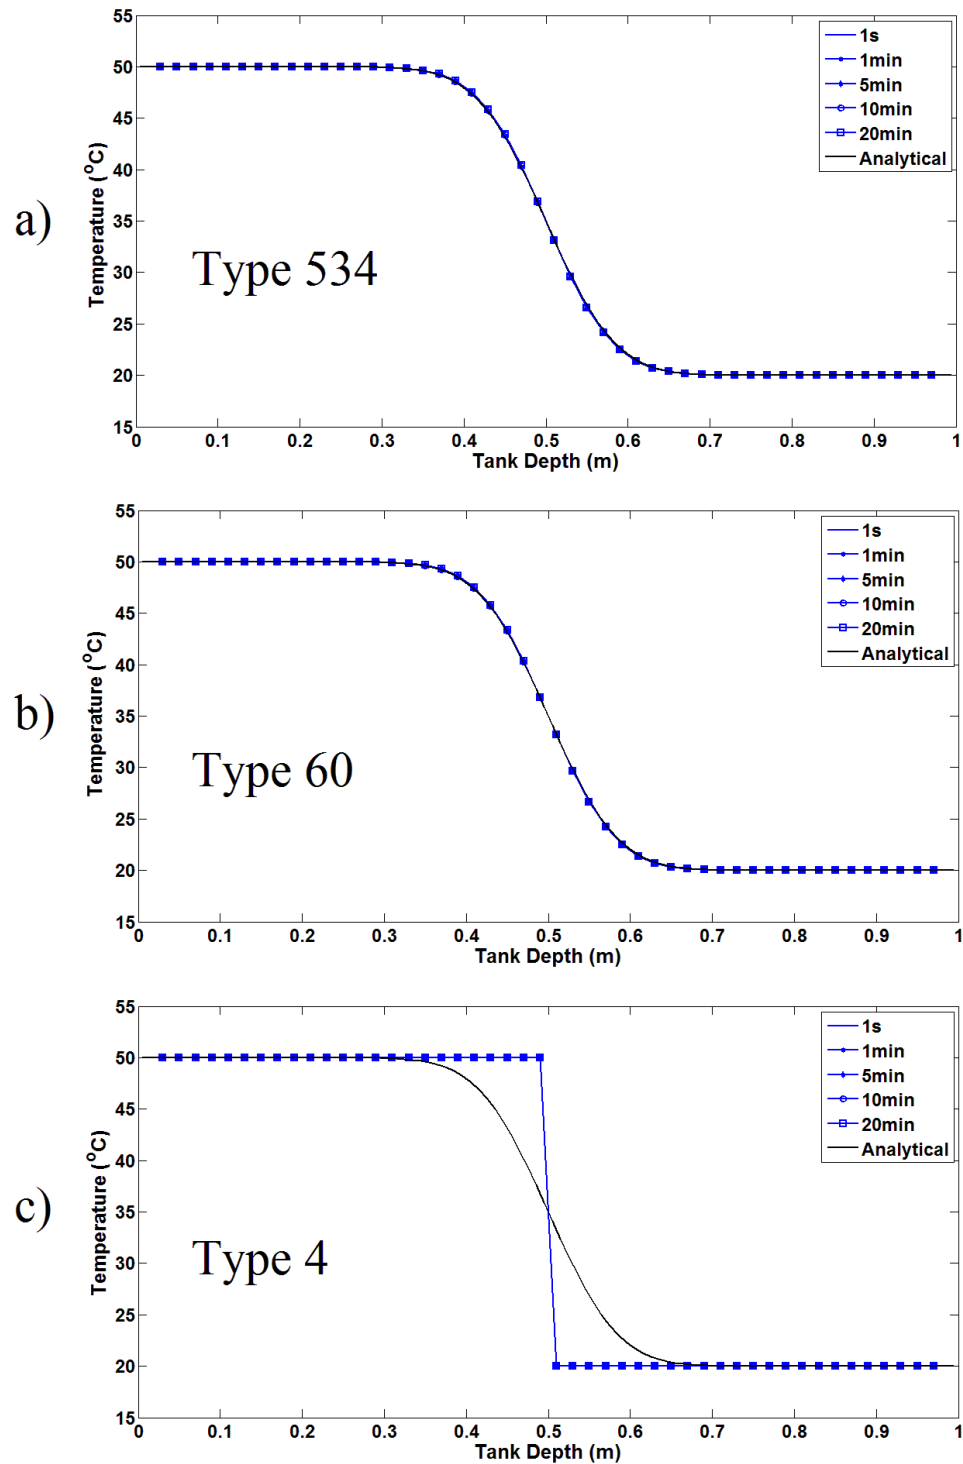 a)
Temperature (°C)
55
50
45
40
35
30
25
20
15
1s
1min
5min
10min
20min
Analytical
Type 534
0 0.1 0.2 0.3 0.4 0.5 0.6 0.7 0.8 0.9 1
Tank Depth (m)
b)
Temperature (°C)
55
50
45
40
35
30
25
20
15
1s
1min
5min
10min
20min
Analytical
Type 60
0 0.1 0.2 0.3 0.4 0.5 0.6 0.7 0.8 0.9 1
Tank Depth (m)
c)
Temperature (°C)
55
50
45
40
35
30
25
20
15
1s
1min
5min
10min
20min
Analytical
Type 4
0 0.1 0.2 0.3 0.4 0.5 0.6 0.7 0.8 0.9 1
Tank Depth (m)